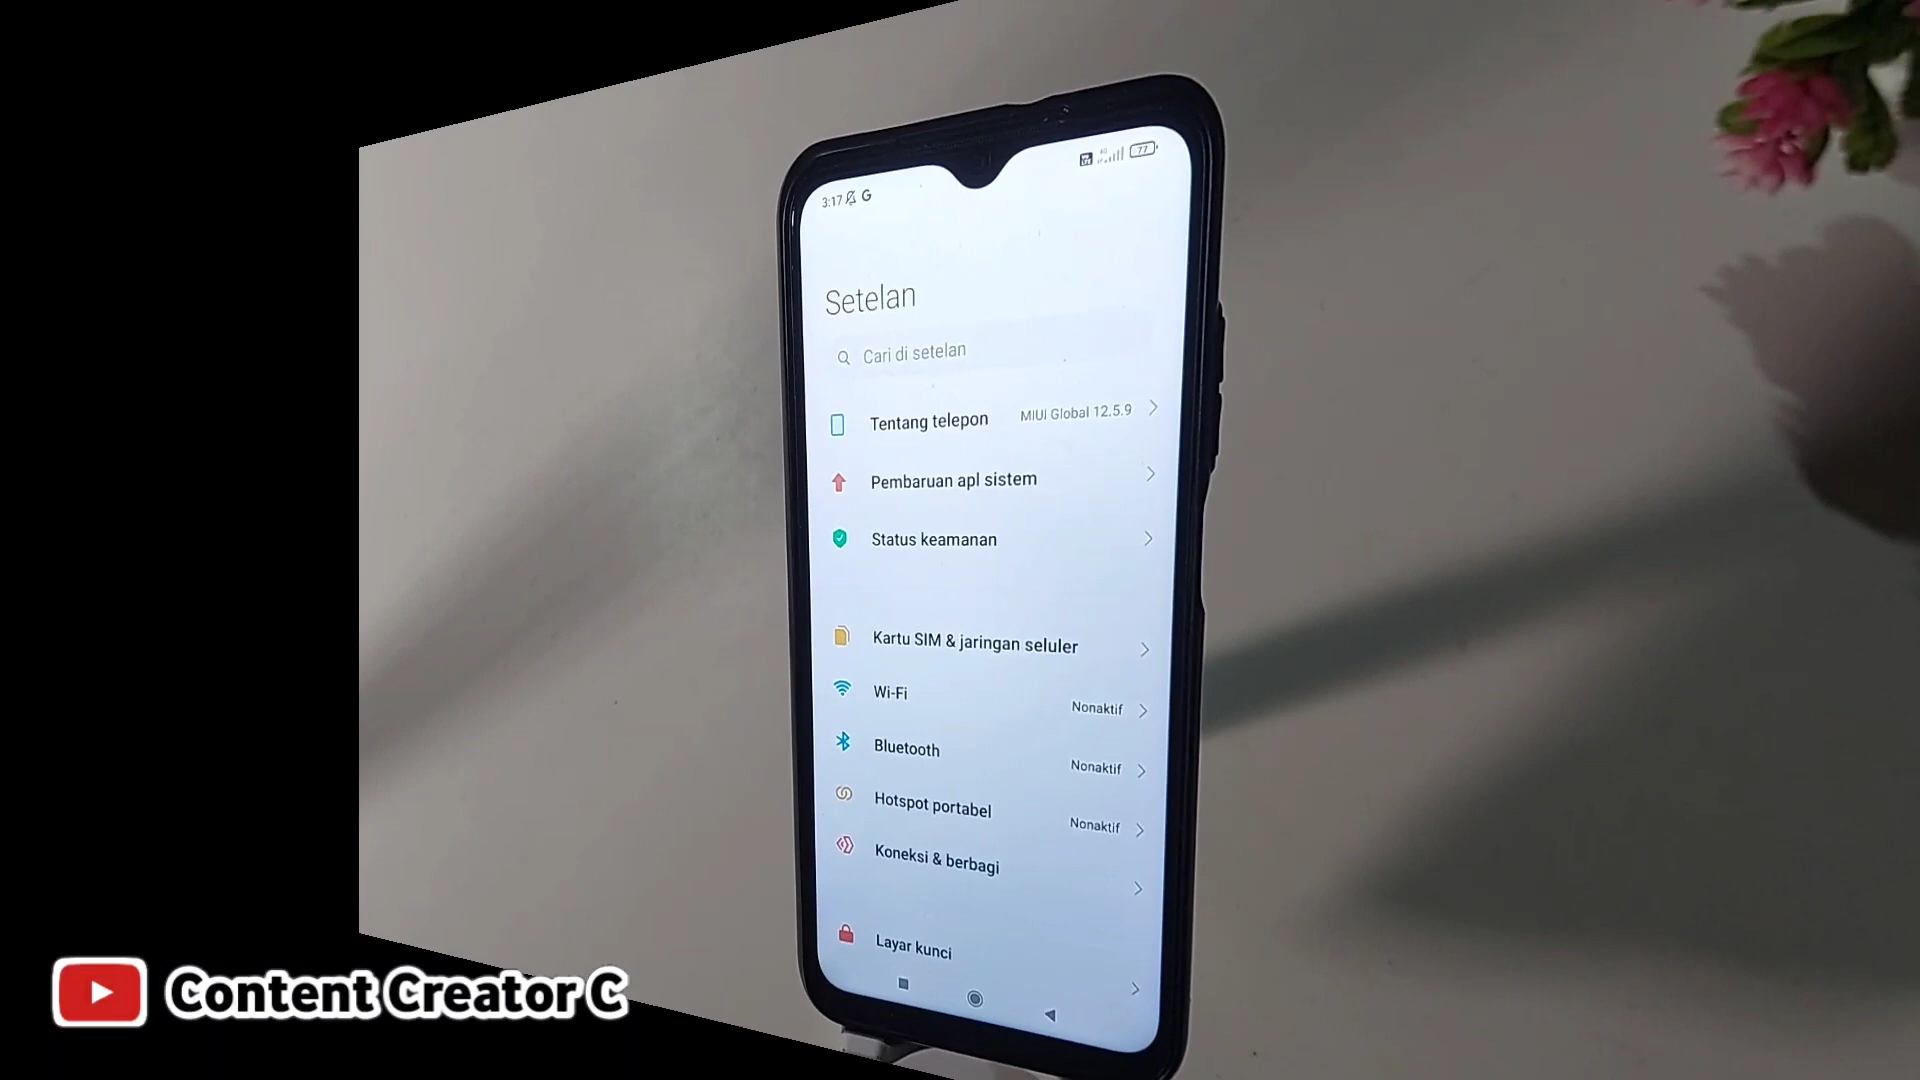 3:17 G
77
Setelan
Cari di setelan
Tentang telepon MIUI Global 12.5.9
Pembaruan apl sistem
Status keamanan
Kartu SIM & jaringan seluler
Wi-Fi Nonaktif
Bluetooth Nonaktif
Hotspot portabel Nonaktif
Koneksi & berbagi
Layar kunci
Content Creator C